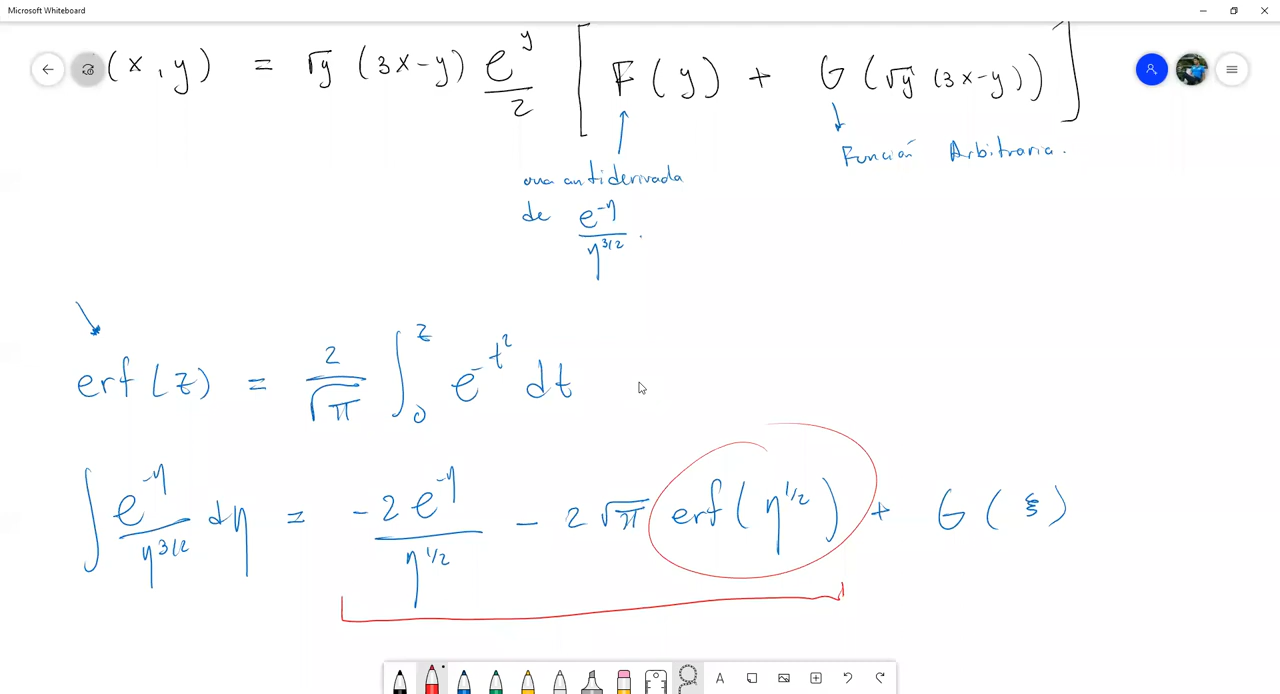 Microsoft Whiteboard
(x, y) = √y (3x-y) e^y/2 [ F(y) + G(√y (3x-y)) ]
Función Arbitraria.
una antiderivada
de e^-η / η^3/2 .
erf(z) = 2/√π ∫_0^z e^-t² dt
∫ e^-η / η^3/2 dη = -2e^-η / η^1/2 - 2√π erf(η^1/2) + G(ξ)
A